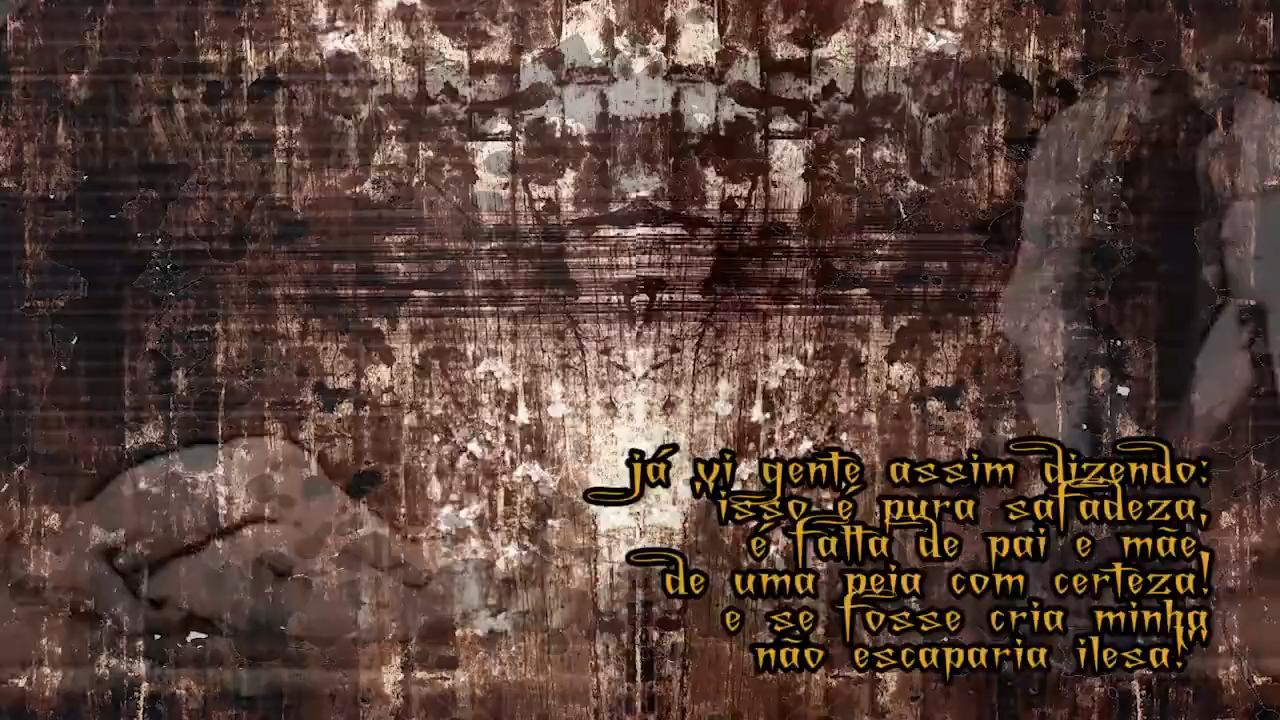 já vi gente assim dizendo:
isso é pura safadeza,
é falta de pai e mãe,
de uma peia com certeza!
e se fosse cria minha
não escaparia ilesa!"